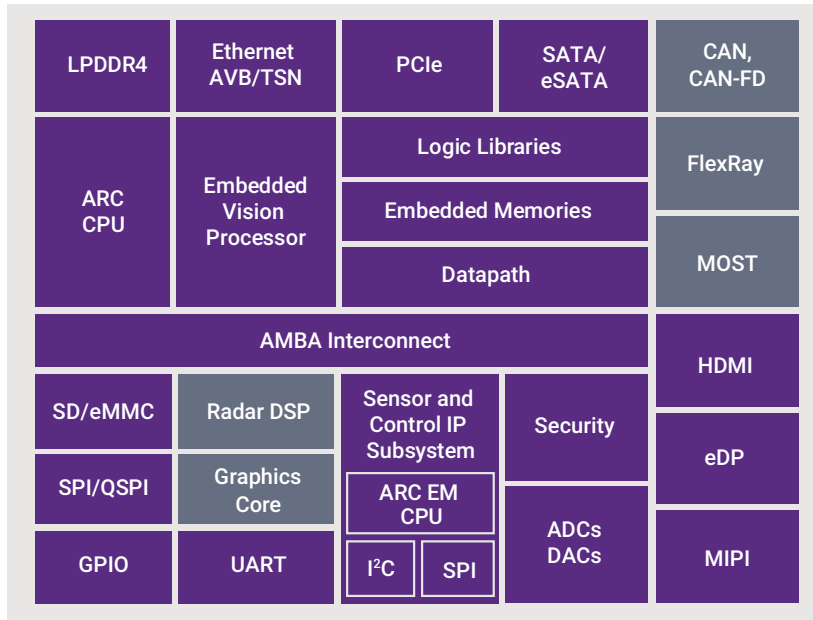 LPDDR4
Ethernet
AVB/TSN
PCIe
SATA/
eSATA
CAN,
CAN-FD
ARC
CPU
Embedded
Vision
Processor
Logic Libraries
Embedded Memories
Datapath
FlexRay
MOST
AMBA Interconnect
HDMI
SD/eMMC
Radar DSP
Sensor and
Control IP
Subsystem
Security
eDP
SPI/QSPI
Graphics
Core
ARC EM
CPU
ADCs
DACs
GPIO
UART
I²C
SPI
MIPI